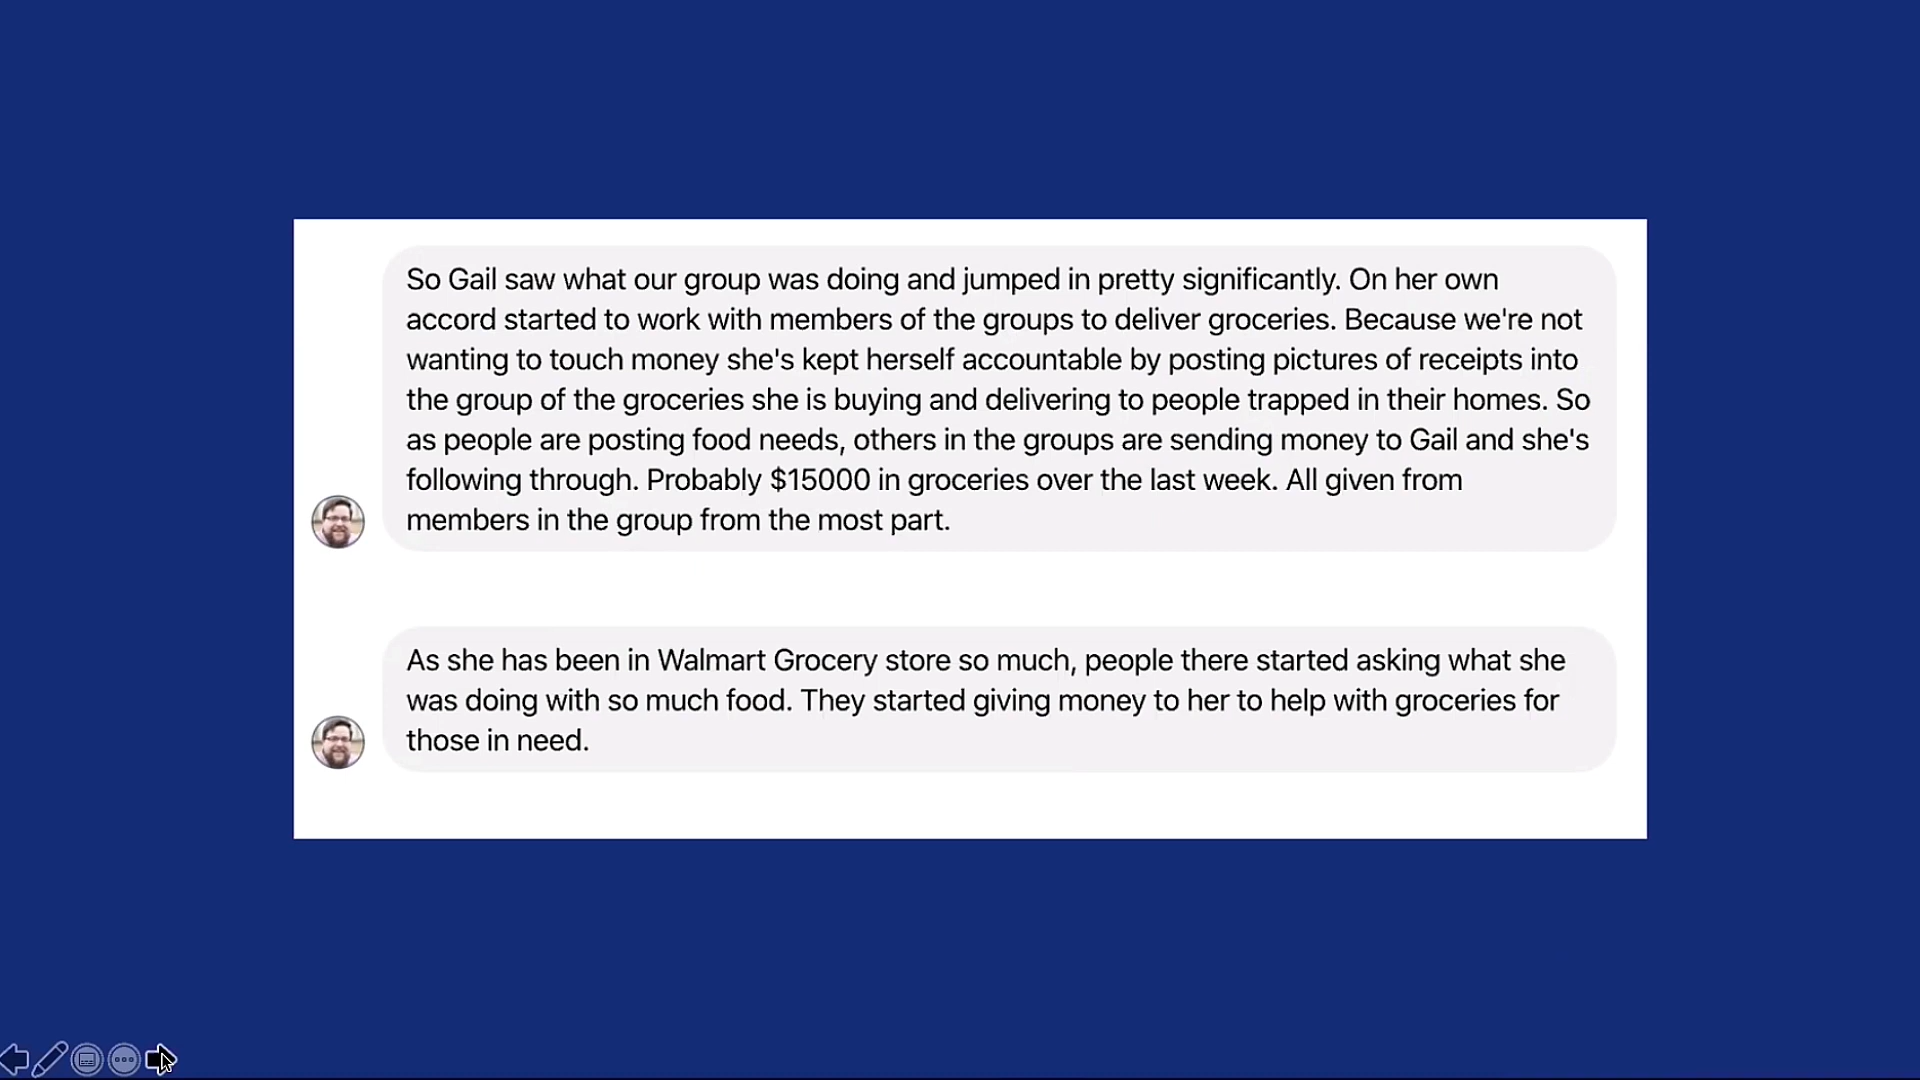 So Gail saw what our group was doing and jumped in pretty significantly. On her own
accord started to work with members of the groups to deliver groceries. Because we're not
wanting to touch money she's kept herself accountable by posting pictures of receipts into
the group of the groceries she is buying and delivering to people trapped in their homes. So
as people are posting food needs, others in the groups are sending money to Gail and she's
following through. Probably $15000 in groceries over the last week. All given from
members in the group from the most part.
As she has been in Walmart Grocery store so much, people there started asking what she
was doing with so much food. They started giving money to her to help with groceries for
those in need.